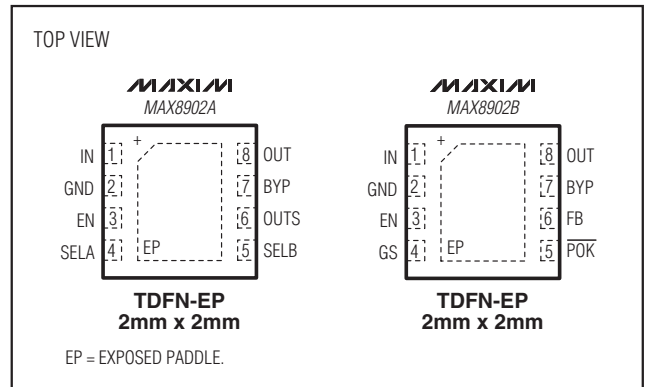 TOP VIEW
MAXIM
MAX8902A
+
IN 1 8 OUT
GND 2 7 BYP
EN 3 6 OUTS
SELA 4 EP 5 SELB
TDFN-EP
2mm x 2mm
MAXIM
MAX8902B
+
IN 1 8 OUT
GND 2 7 BYP
EN 3 6 FB
GS 4 EP 5 P̅O̅K̅
TDFN-EP
2mm x 2mm
EP = EXPOSED PADDLE.